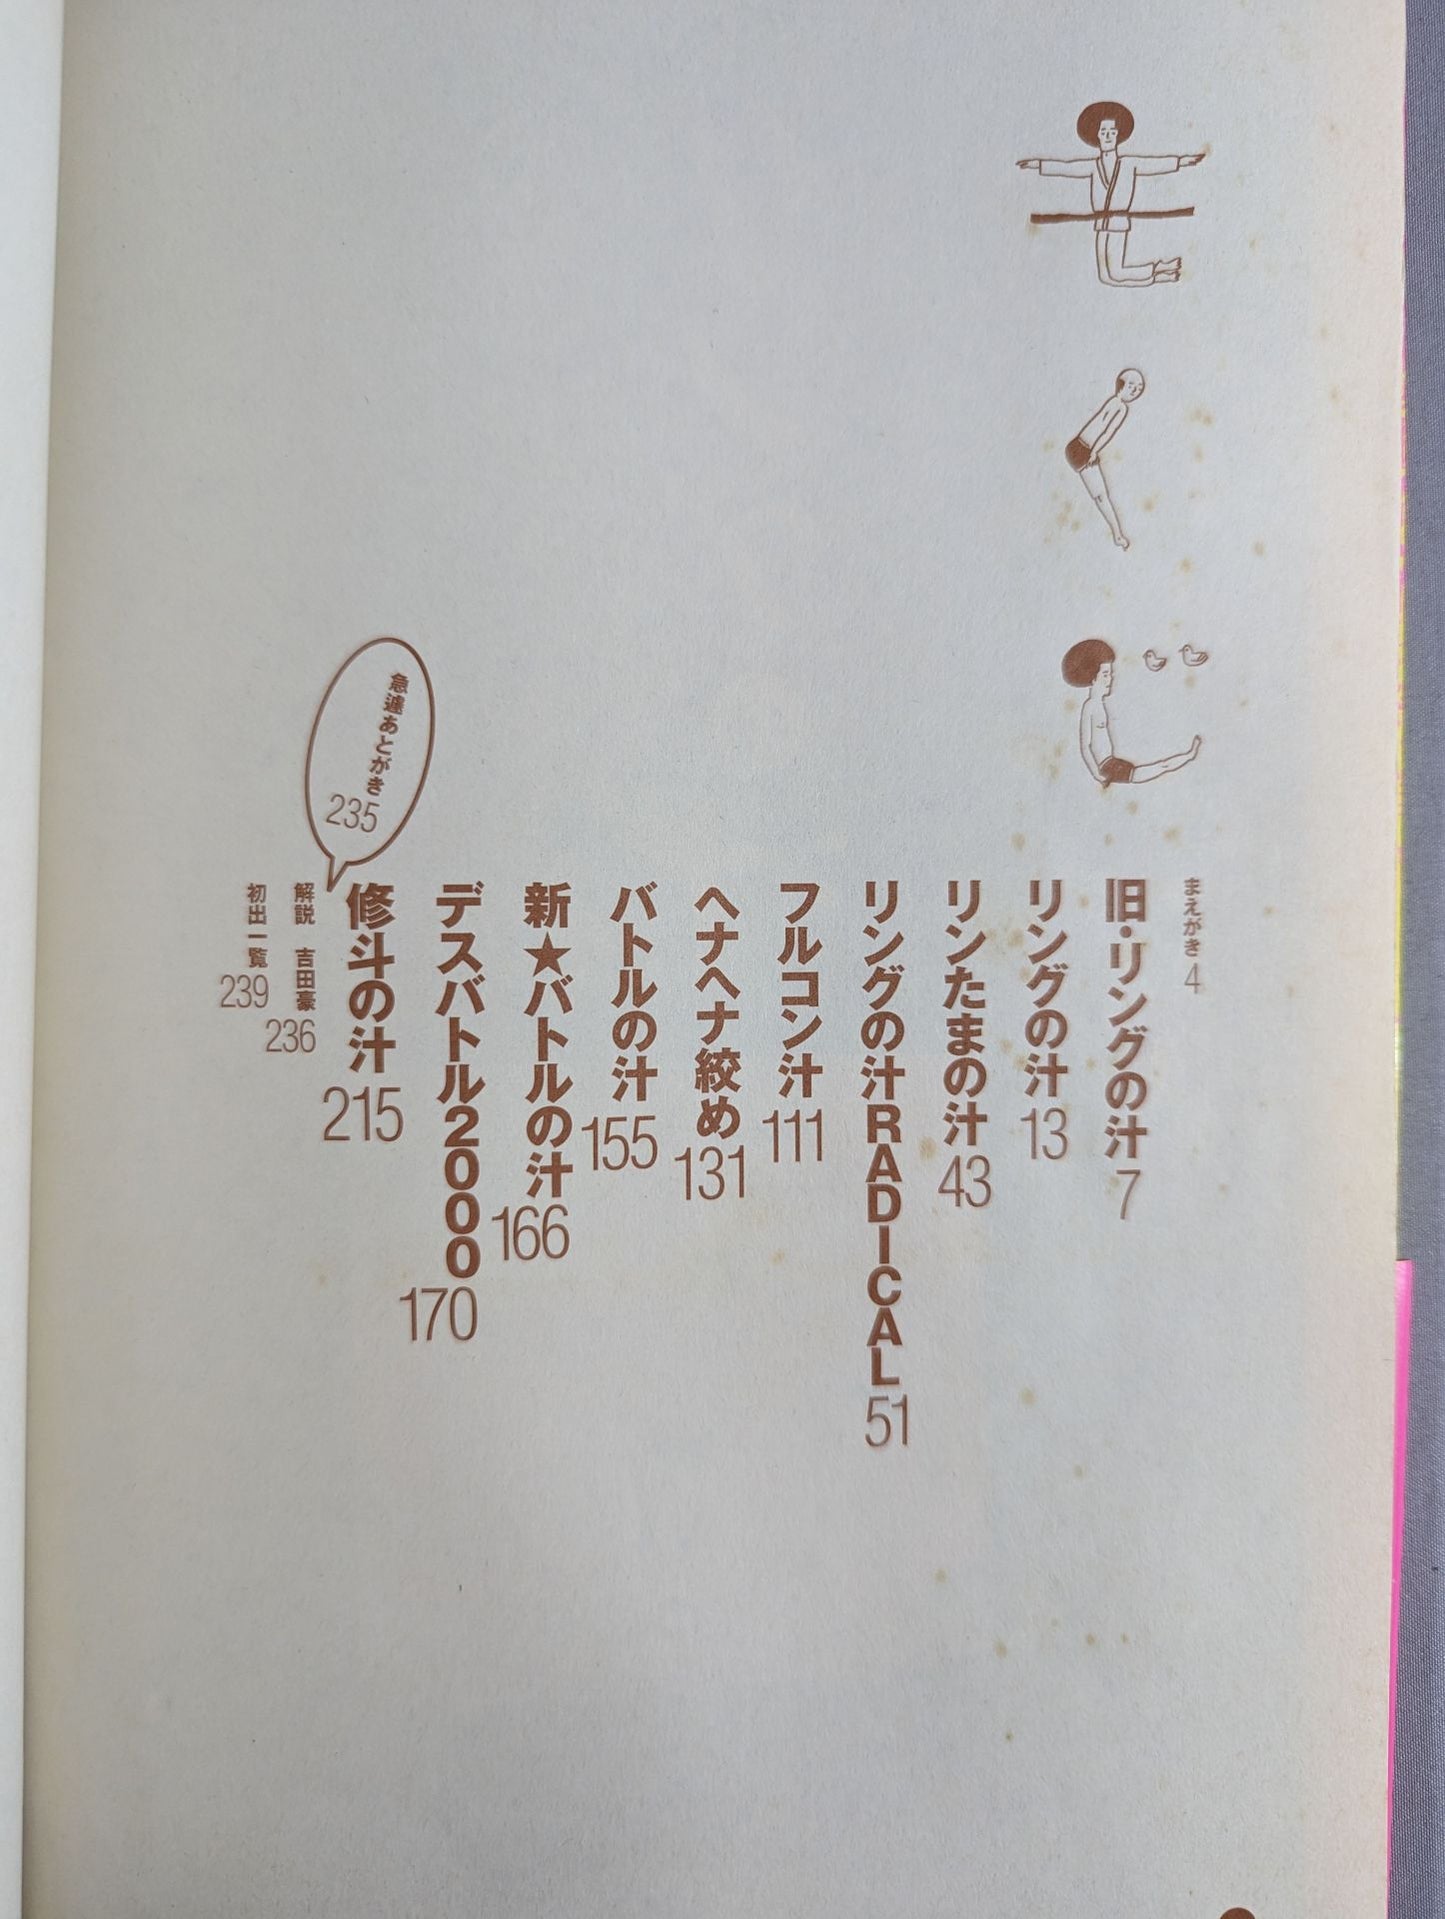 まえがき 4
旧・リングの汁 7
リングの汁 13
リンたまの汁 43
リングの汁RADICAL 51
フルコン汁 111
ヘナヘナ絞め 131
バトルの汁 155
新★バトルの汁 166
デスバトル2000 170
修斗の汁 215
急遽あとがき 235
解説 吉田豪 236
初出一覧 239